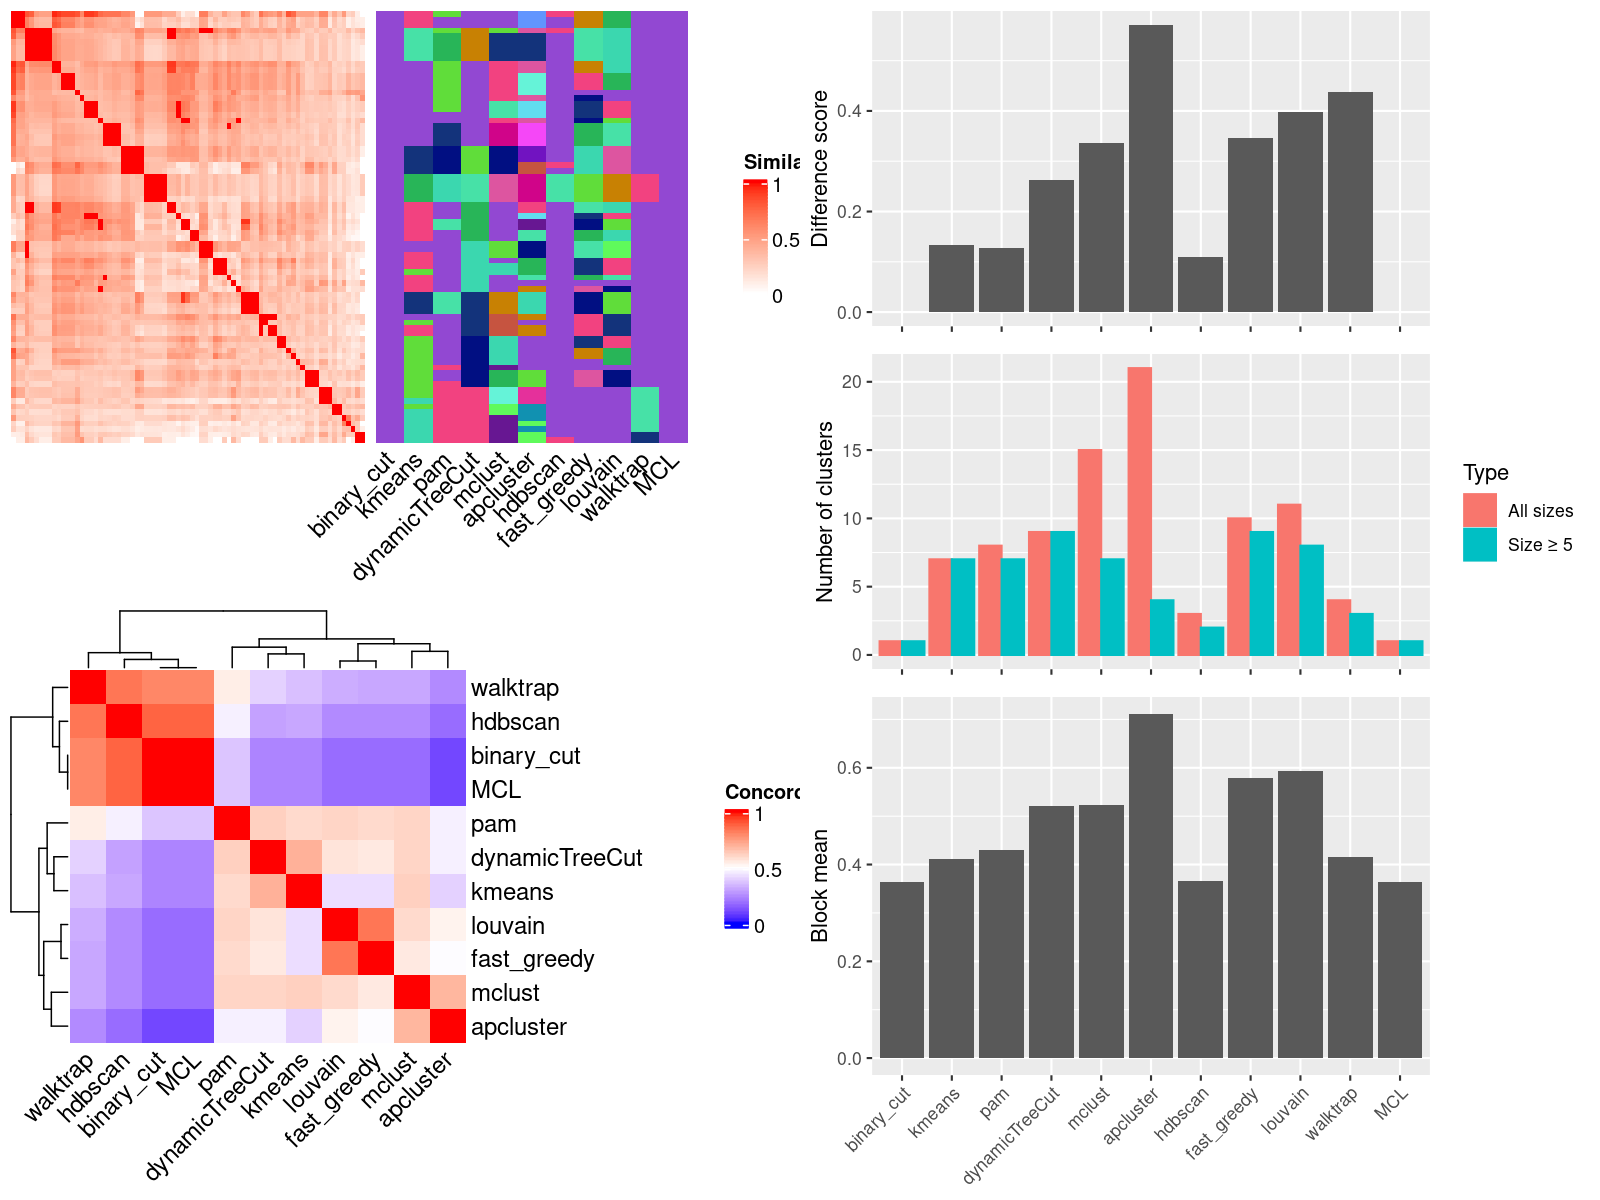 Simila
1
0.5
0
binary_cut
kmeans
pam
dynamicTreeCut
mclust
apcluster
hdbscan
fast_greedy
louvain
walktrap
MCL
Difference score
0.4
0.2
0.0
Number of clusters
20
15
10
5
0
Type
All sizes
Size ≥ 5
walktrap
hdbscan
binary_cut
MCL
pam
dynamicTreeCut
kmeans
louvain
fast_greedy
mclust
apcluster
walktrap
hdbscan
binary_cut
MCL
pam
dynamicTreeCut
kmeans
louvain
fast_greedy
mclust
apcluster
Concord
1
0.5
0
Block mean
0.6
0.4
0.2
0.0
binary_cut
kmeans
pam
dynamicTreeCut
mclust
apcluster
hdbscan
fast_greedy
louvain
walktrap
MCL